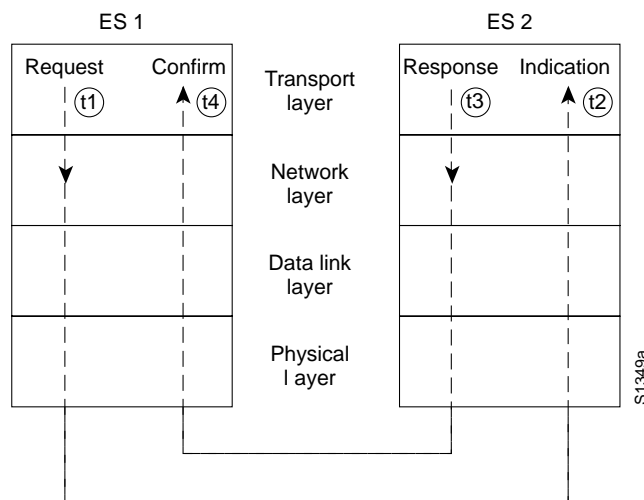 ES 1
ES 2
Request
Confirm
t1
t4
Transport
layer
Response
Indication
t3
t2
Network
layer
Data link
layer
Physical
l ayer
S1349a